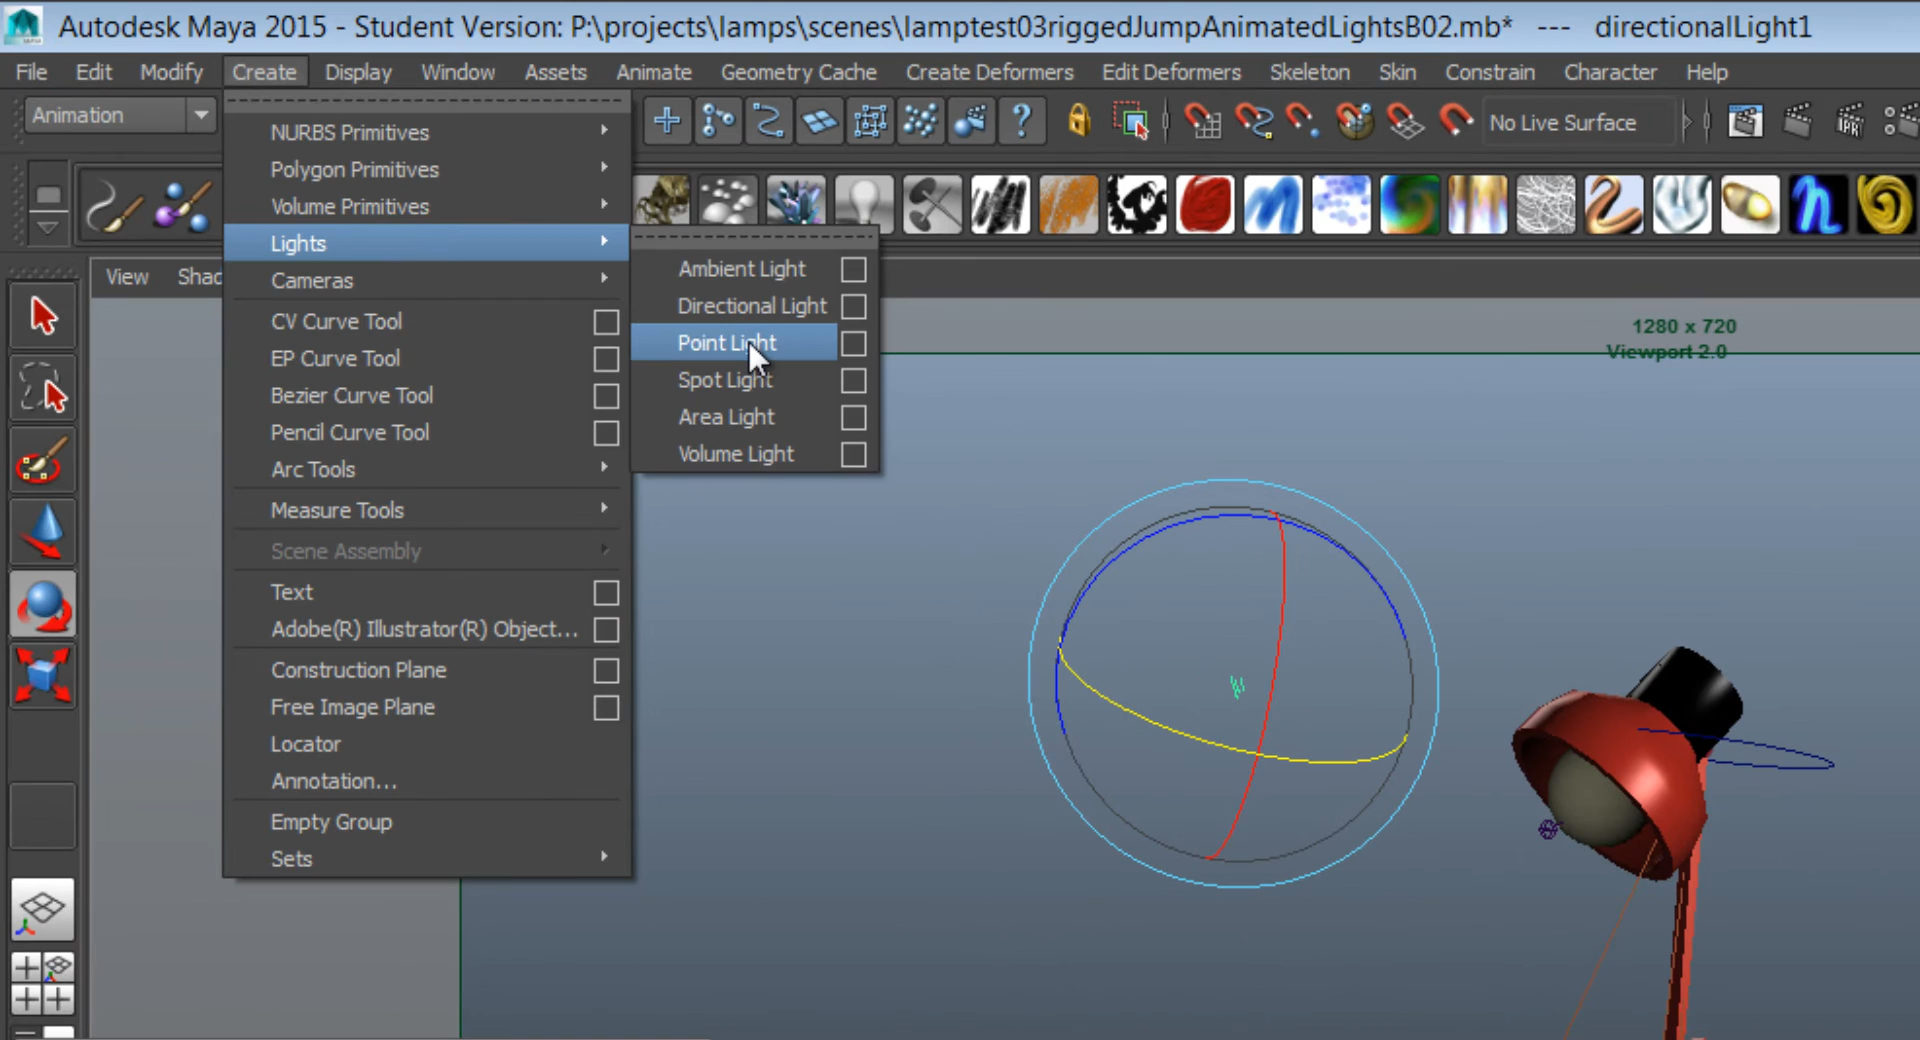 Autodesk Maya 2015 - Student Version: P:\projects\lamps\scenes\lamptest03riggedJumpAnimatedLightsB02.mb*   ---   directionalLight1
File Edit Modify Create Display Window Assets Animate Geometry Cache Create Deformers Edit Deformers Skeleton Skin Constrain Character Help
Animation
No Live Surface
IPR
View Shad
NURBS Primitives
Polygon Primitives
Volume Primitives
Lights
Cameras
CV Curve Tool
EP Curve Tool
Bezier Curve Tool
Pencil Curve Tool
Arc Tools
Measure Tools
Scene Assembly
Text
Adobe(R) Illustrator(R) Object...
Construction Plane
Free Image Plane
Locator
Annotation...
Empty Group
Sets
Ambient Light
Directional Light
Point Light
Spot Light
Area Light
Volume Light
1280 x 720
Viewport 2.0